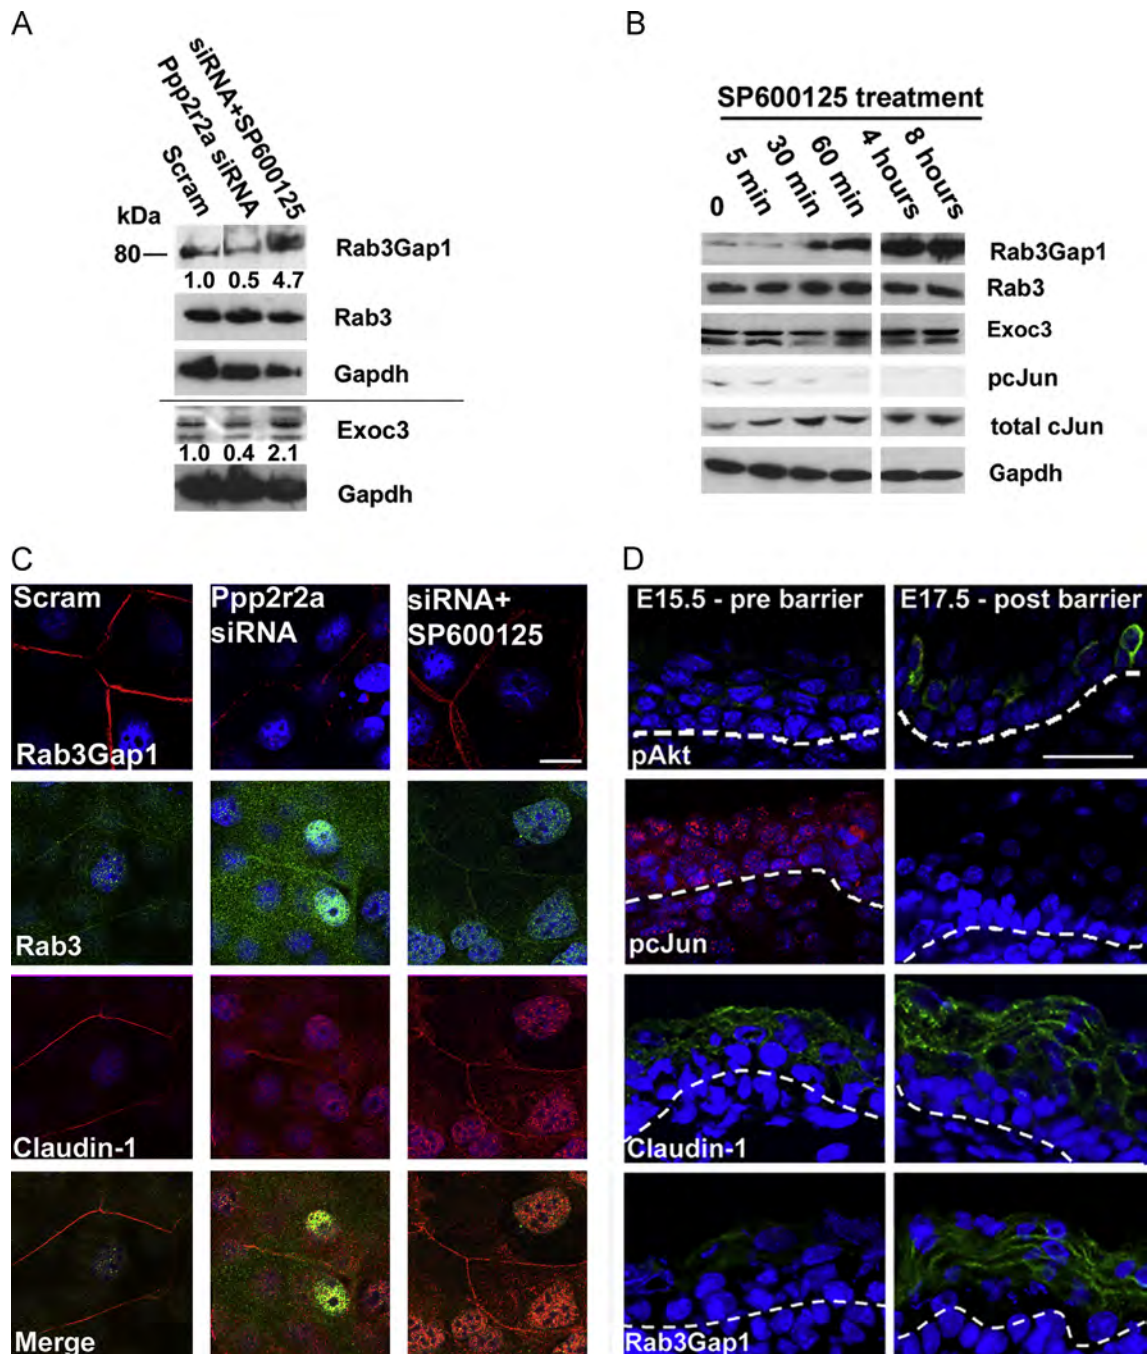 A
Scram
Ppp2r2a siRNA
siRNA+SP600125
kDa
80
Rab3Gap1
1.0 0.5 4.7
Rab3
Gapdh
Exoc3
1.0 0.4 2.1
Gapdh
B
SP600125 treatment
0
5 min
30 min
60 min
4 hours
8 hours
Rab3Gap1
Rab3
Exoc3
pcJun
total cJun
Gapdh
C
Scram
Ppp2r2a
siRNA
siRNA+
SP600125
Rab3Gap1
Rab3
Claudin-1
Merge
D
E15.5 - pre barrier
E17.5 - post barrier
pAkt
pcJun
Claudin-1
Rab3Gap1